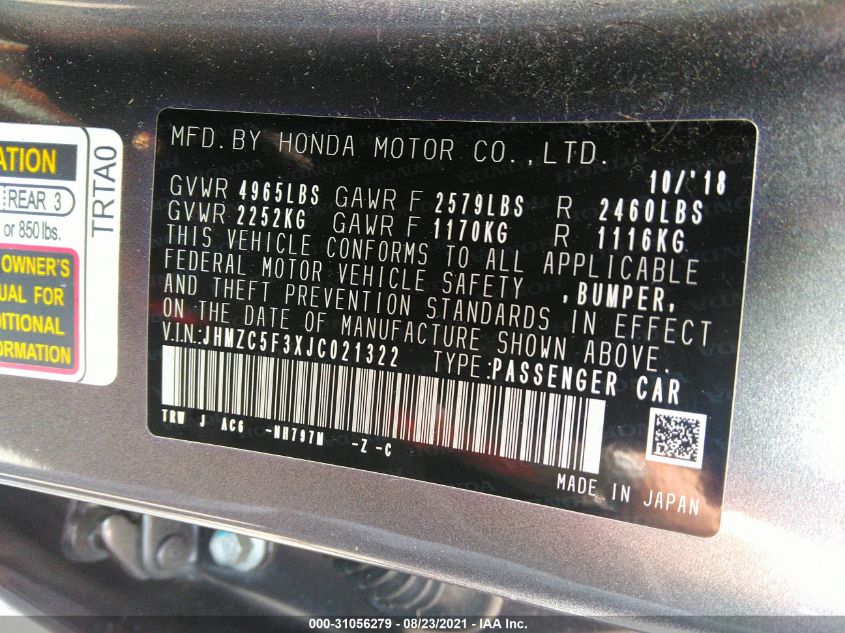 ATION
REAR 3
or 850 lbs.
OWNER'S
UAL FOR
DITIONAL
FORMATION
TRTA0
MFD. BY HONDA MOTOR CO., LTD.
10/'18
GVWR 4965LBS GAWR F 2579LBS R 2460LBS
GVWR 2252KG GAWR F 1170KG R 1116KG
THIS VEHICLE CONFORMS TO ALL APPLICABLE
FEDERAL MOTOR VEHICLE SAFETY ,BUMPER,
AND THEFT PREVENTION STANDARDS IN EFFECT
ON THE DATE OF MANUFACTURE SHOWN ABOVE.
V.I.N:JHMZC5F3XJC021322 TYPE:PASSENGER CAR
TRW J AC6 -NH797M -Z -C
MADE IN JAPAN
000-31056279 - 08/23/2021 - IAA Inc.